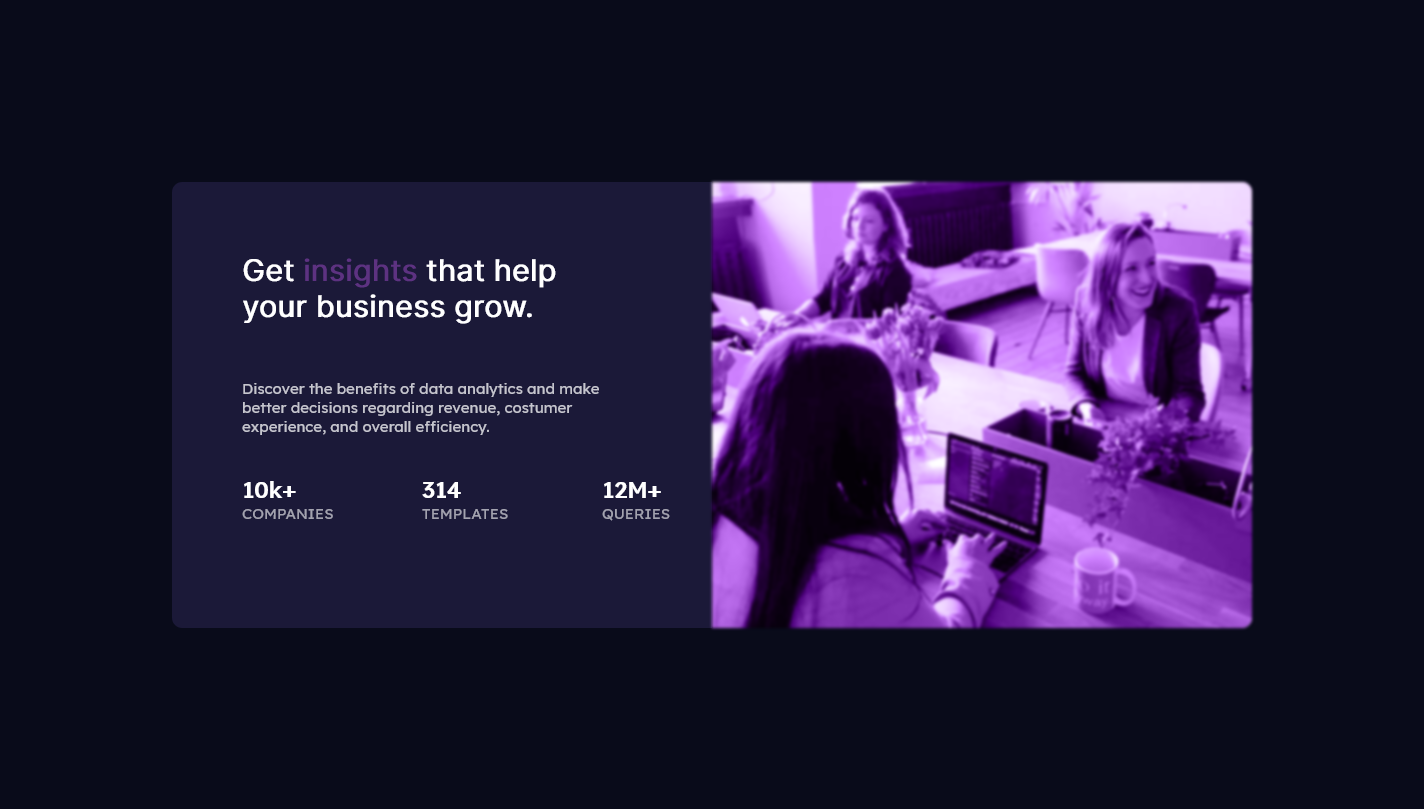 Get insights that help
your business grow.
Discover the benefits of data analytics and make
better decisions regarding revenue, costumer
experience, and overall efficiency.
10k+ 314 12M+
COMPANIES TEMPLATES QUERIES